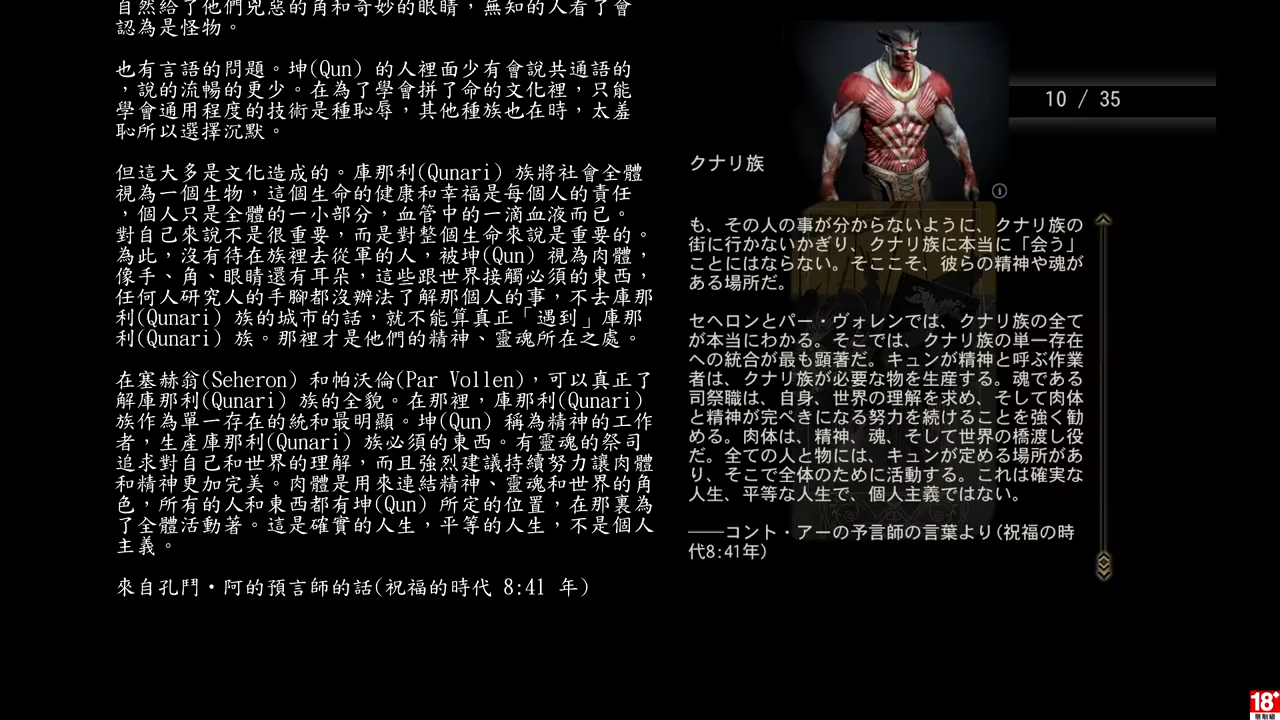 自然給了他們兇惡的角和奇妙的眼睛，無知的人看了會
認為是怪物。
也有言語的問題。坤(Qun) 的人裡面少有會說共通語的
，說的流暢的更少。在為了學會拼了命的文化裡，只能
學會通用程度的技術是種恥辱，其他種族也在時，太羞
恥所以選擇沉默。
但這大多是文化造成的。庫那利(Qunari) 族將社會全體
視為一個生物，這個生命的健康和幸福是每個人的責任
，個人只是全體的一小部分，血管中的一滴血液而已。
對自己來說不是很重要，而是對整個生命來說是重要的。
為此，沒有待在族裡去從軍的人，被坤(Qun) 視為肉體，
像手、角、眼睛還有耳朵，這些跟世界接觸必須的東西，
任何人研究人的手腳都沒辦法了解那個人的事，不去庫那
利(Qunari) 族的城市的話，就不能算真正「遇到」庫那
利(Qunari) 族。那裡才是他們的精神、靈魂所在之處。
在塞赫翁(Seheron) 和帕沃倫(Par Vollen)，可以真正了
解庫那利(Qunari) 族的全貌。在那裡，庫那利(Qunari)
族作為單一存在的統和最明顯。坤(Qun) 稱為精神的工作
者，生產庫那利(Qunari) 族必須的東西。有靈魂的祭司
追求對自己和世界的理解，而且強烈建議持續努力讓肉體
和精神更加完美。肉體是用來連結精神、靈魂和世界的角
色，所有的人和東西都有坤(Qun) 所定的位置，在那裏為
了全體活動著。這是確實的人生，平等的人生，不是個人
主義。
來自孔鬥·阿的預言師的話(祝福的時代 8:41 年)
10 / 35
クナリ族
も、その人の事が分からないように、クナリ族の
街に行かないかぎり、クナリ族に本当に「会う」
ことにはならない。そここそ、彼らの精神や魂が
ある場所だ。
セヘロンとパー・ヴォレンでは、クナリ族の全て
が本当にわかる。そこでは、クナリ族の単一存在
への統合が最も顕著だ。キュンが精神と呼ぶ作業
者は、クナリ族が必要な物を生産する。魂である
司祭職は、自身、世界の理解を求め、そして肉体
と精神が完ぺきになる努力を続けることを強く勧
める。肉体は、精神、魂、そして世界の橋渡し役
だ。全ての人と物には、キュンが定める場所があ
り、そこで全体のために活動する。これは確実な
人生、平等な人生で、個人主義ではない。
――コント・アーの予言師の言葉より(祝福の時
代8:41年)
18+
限制級